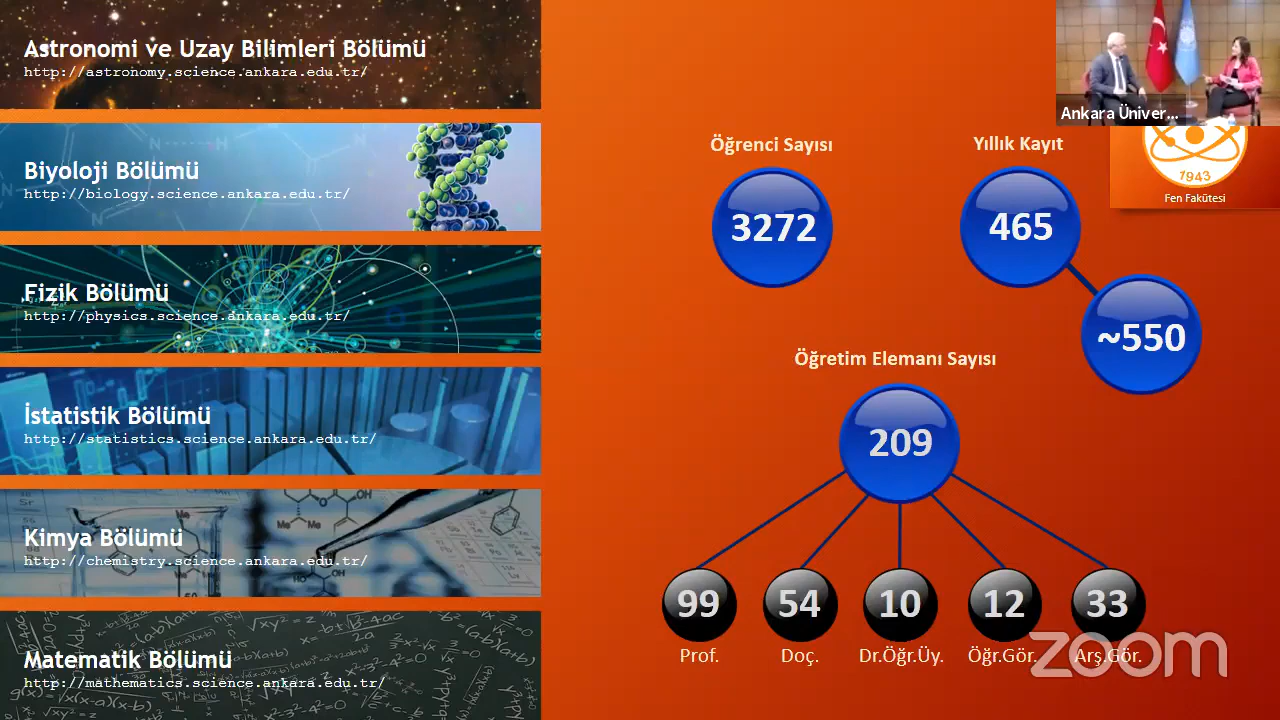 Astronomi ve Uzay Bilimleri Bölümü
http://astronomy.science.ankara.edu.tr/
Biyoloji Bölümü
http://biology.science.ankara.edu.tr/
Fizik Bölümü
http://physics.science.ankara.edu.tr/
İstatistik Bölümü
http://statistics.science.ankara.edu.tr/
Kimya Bölümü
http://chemistry.science.ankara.edu.tr/
Matematik Bölümü
http://mathematics.science.ankara.edu.tr/
Ankara Üniver...
1943
Fen Fakütesi
Öğrenci Sayısı
3272
Yıllık Kayıt
465
~550
Öğretim Elemanı Sayısı
209
99 54 10 12 33
Prof. Doç. Dr.Öğr.Üy. Öğr.Gör. Arş.Gör.
zoom